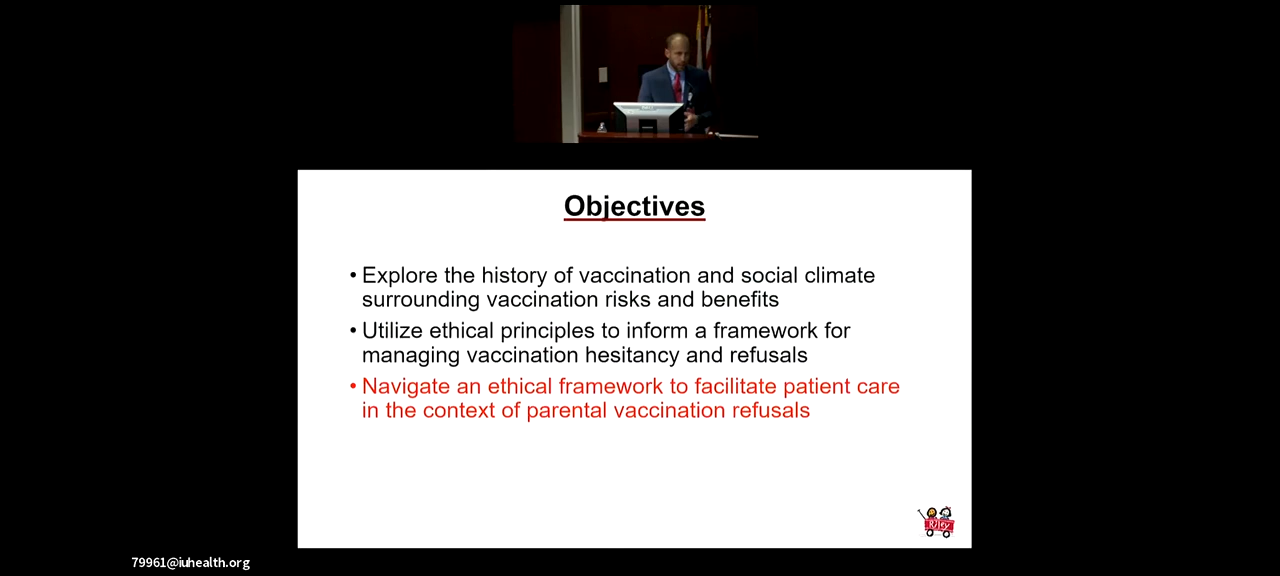 Objectives
• Explore the history of vaccination and social climate
surrounding vaccination risks and benefits
• Utilize ethical principles to inform a framework for
managing vaccination hesitancy and refusals
• Navigate an ethical framework to facilitate patient care
in the context of parental vaccination refusals
Riley
79961@iuhealth.org